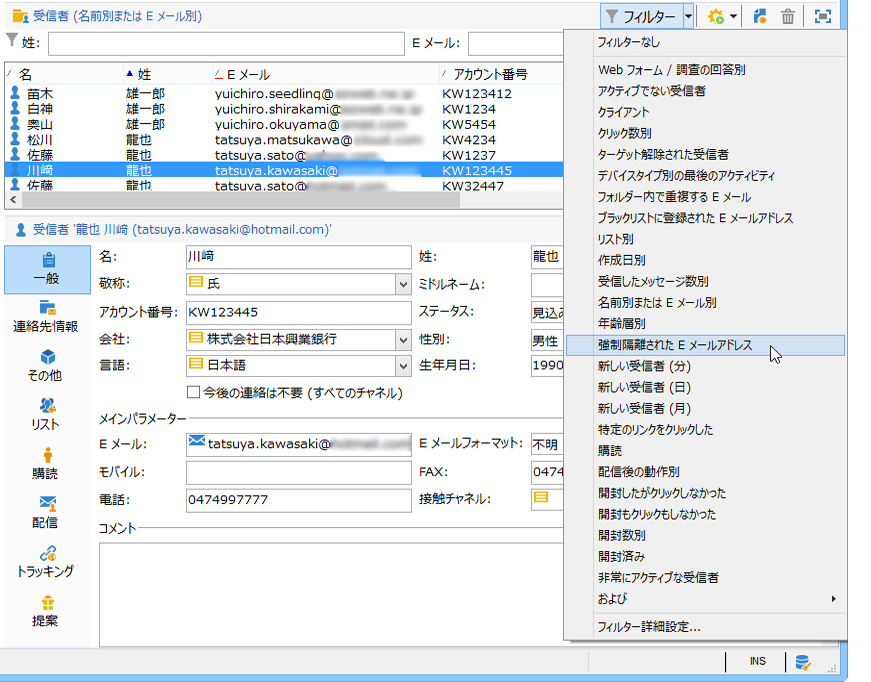 受信者 (名前別または E メール別)
フィルター
姓:
E メール:
名 姓 E メール アカウント番号
苗木 雄一郎 yuichiro.seedling@ KW123412
白神 雄一郎 yuichiro.shirakami@ KW1234
奥山 雄一郎 yuichiro.okuyama@ KW5454
松川 龍也 tatsuya.matsukawa@ KW4234
佐藤 龍也 tatsuya.sato@ KW1237
川﨑 龍也 tatsuya.kawasaki@ KW123445
佐藤 龍也 tatsuya.sato@ KW32447
受信者 '龍也 川﨑 (tatsuya.kawasaki@hotmail.com)'
一般
連絡先情報
その他
リスト
購読
配信
トラッキング
提案
名: 川﨑 姓: 龍也
敬称: 氏 ミドルネーム:
アカウント番号: KW123445 ステータス: 見込み
会社: 株式会社日本興業銀行 性別: 男性
言語: 日本語 生年月日: 1990
今後の連絡は不要 (すべてのチャネル)
メインパラメーター
E メール: tatsuya.kawasaki@ E メールフォーマット: 不明
モバイル: FAX: 0474
電話: 0474997777 接触チャネル:
コメント
フィルターなし
Web フォーム / 調査の回答別
アクティブでない受信者
クライアント
クリック数別
ターゲット解除された受信者
デバイスタイプ別の最後のアクティビティ
フォルダー内で重複する E メール
ブラックリストに登録された E メールアドレス
リスト別
作成日別
受信したメッセージ数別
名前別または E メール別
年齢層別
強制隔離された E メールアドレス
新しい受信者 (分)
新しい受信者 (日)
新しい受信者 (月)
特定のリンクをクリックした
購読
配信後の動作別
開封したがクリックしなかった
開封もクリックもしなかった
開封数別
開封済み
非常にアクティブな受信者
および
フィルター詳細設定...
INS